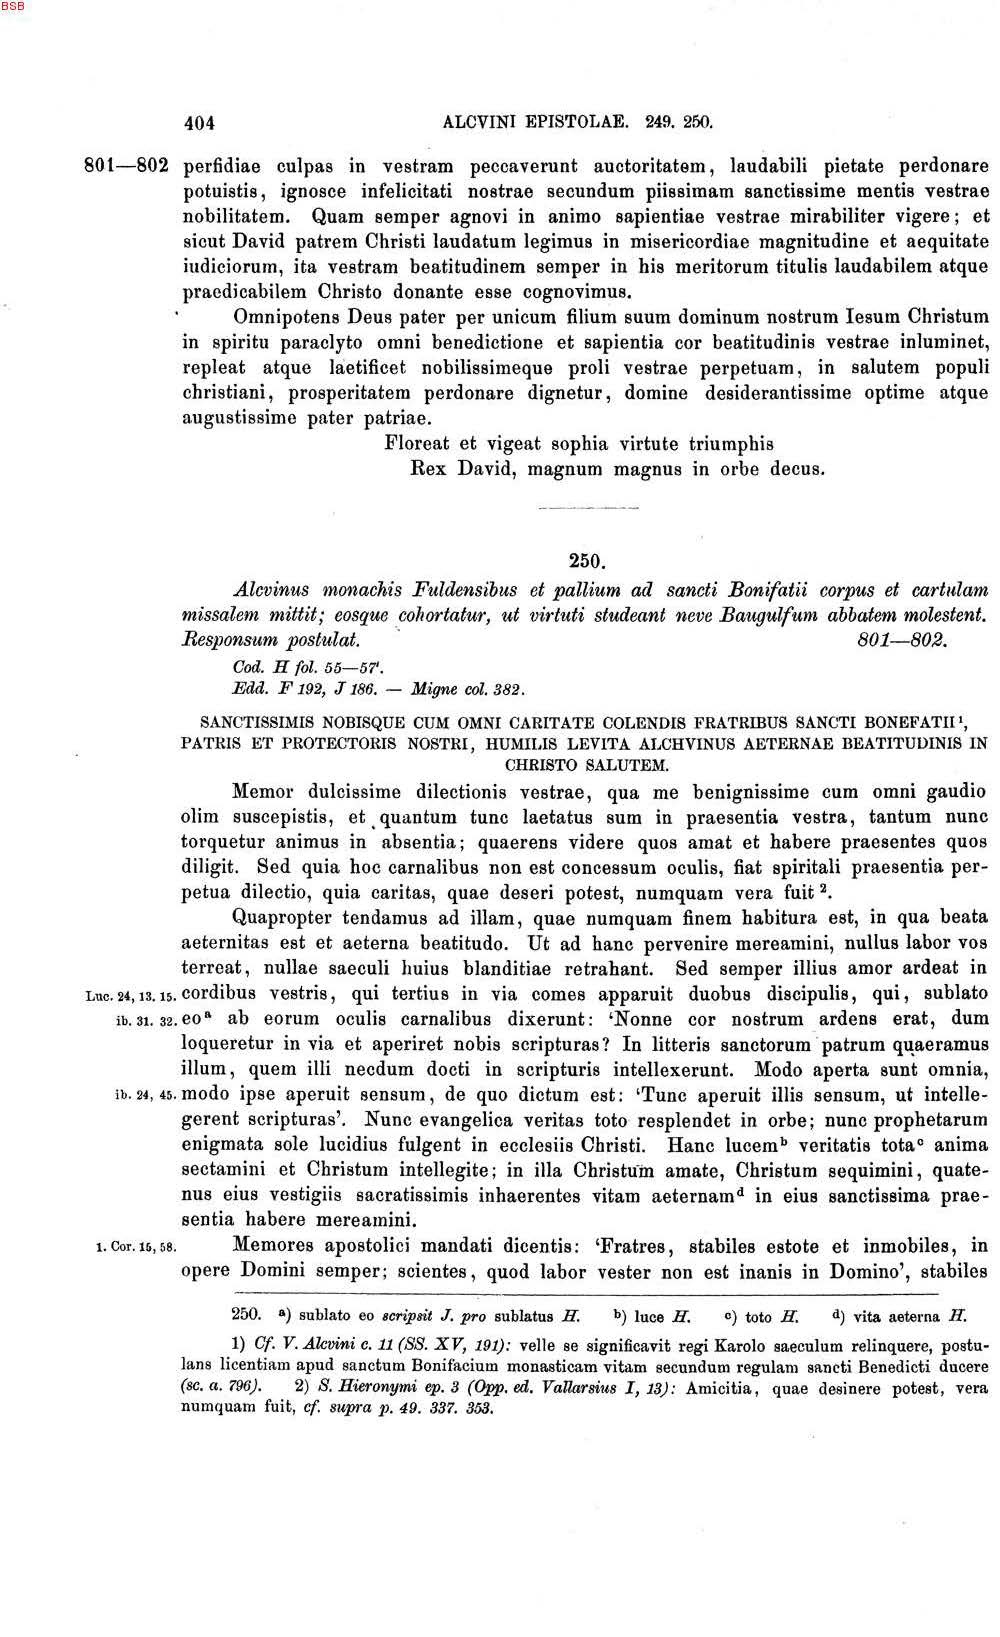 BSB
404 ALCVINI EPISTOLAE. 249. 250.
801—802 perfidiae culpas in vestram peccaverunt auctoritatem, laudabili pietate perdonare
potuistis, ignosce infelicitati nostrae secundum piissimam sanctissime mentis vestrae
nobilitatem. Quam semper agnovi in animo sapientiae vestrae mirabiliter vigere; et
sicut David patrem Christi laudatum legimus in misericordiae magnitudine et aequitate
iudiciorum, ita vestram beatitudinem semper in his meritorum titulis laudabilem atque
praedicabilem Christo donante esse cognovimus.
Omnipotens Deus pater per unicum filium suum dominum nostrum Iesum Christum
in spiritu paraclyto omni benedictione et sapientia cor beatitudinis vestrae inluminet,
repleat atque laetificet nobilissimeque proli vestrae perpetuam, in salutem populi
christiani, prosperitatem perdonare dignetur, domine desiderantissime optime atque
augustissime pater patriae.
Floreat et vigeat sophia virtute triumphis
Rex David, magnum magnus in orbe decus.
250.
Alcvinus monachis Fuldensibus et pallium ad sancti Bonifatii corpus et cartulam
missalem mittit; eosque cohortatur, ut virtuti studeant neve Baugulfum abbatem molestent.
Responsum postulat. 801—802.
Cod. H fol. 55—57'.
Edd. F 192, J 186. — Migne col. 382.
SANCTISSIMIS NOBISQUE CUM OMNI CARITATE COLENDIS FRATRIBUS SANCTI BONEFATII¹,
PATRIS ET PROTECTORIS NOSTRI, HUMILIS LEVITA ALCHVINUS AETERNAE BEATITUDINIS IN
CHRISTO SALUTEM.
Memor dulcissime dilectionis vestrae, qua me benignissime cum omni gaudio
olim suscepistis, et quantum tunc laetatus sum in praesentia vestra, tantum nunc
torquetur animus in absentia; quaerens videre quos amat et habere praesentes quos
diligit. Sed quia hoc carnalibus non est concessum oculis, fiat spiritali praesentia per-
petua dilectio, quia caritas, quae deseri potest, numquam vera fuit².
Quapropter tendamus ad illam, quae numquam finem habitura est, in qua beata
aeternitas est et aeterna beatitudo. Ut ad hanc pervenire mereamini, nullus labor vos
terreat, nullae saeculi huius blanditiae retrahant. Sed semper illius amor ardeat in
Luc. 24, 13. 15. cordibus vestris, qui tertius in via comes apparuit duobus discipulis, qui, sublato
ib. 31. 32. eoᵃ ab eorum oculis carnalibus dixerunt: ‘Nonne cor nostrum ardens erat, dum
loqueretur in via et aperiret nobis scripturas? In litteris sanctorum patrum quaeramus
illum, quem illi necdum docti in scripturis intellexerunt. Modo aperta sunt omnia,
ib. 24, 45. modo ipse aperuit sensum, de quo dictum est: ‘Tunc aperuit illis sensum, ut intelle-
gerent scripturas’. Nunc evangelica veritas toto resplendet in orbe; nunc prophetarum
enigmata sole lucidius fulgent in ecclesiis Christi. Hanc lucemᵇ veritatis totaᶜ anima
sectamini et Christum intellegite; in illa Christum amate, Christum sequimini, quate-
nus eius vestigiis sacratissimis inhaerentes vitam aeternamᵈ in eius sanctissima prae-
sentia habere mereamini.
1. Cor. 15, 58. Memores apostolici mandati dicentis: ‘Fratres, stabiles estote et inmobiles, in
opere Domini semper; scientes, quod labor vester non est inanis in Domino’, stabiles
250. ᵃ) sublato eo scripsit J. pro sublatus H. ᵇ) luce H. ᶜ) toto H. ᵈ) vita aeterna H.
1) Cf. V. Alcvini c. 11 (SS. XV, 191): velle se significavit regi Karolo saeculum relinquere, postu-
lans licentiam apud sanctum Bonifacium monasticam vitam secundum regulam sancti Benedicti ducere
(sc. a. 796). 2) S. Hieronymi ep. 3 (Opp. ed. Vallarsius I, 13): Amicitia, quae desinere potest, vera
numquam fuit, cf. supra p. 49. 337. 353.